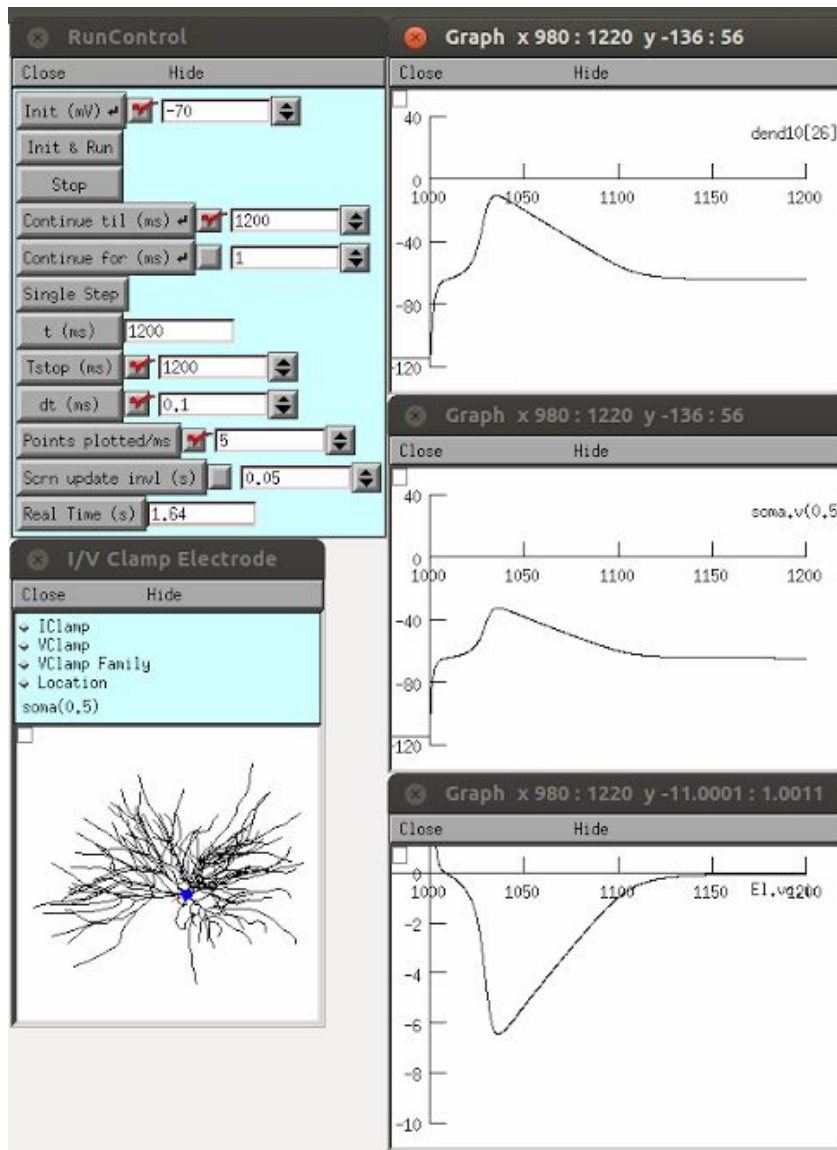 RunControl
Close Hide
Init (mV) -70
Init & Run
Stop
Continue til (ms) 1200
Continue for (ms) 1
Single Step
t (ms) 1200
Tstop (ms) 1200
dt (ms) 0.1
Points plotted/ms 5
Scrn update invl (s) 0.05
Real Time (s) 1.64
I/V Clamp Electrode
Close Hide
IClamp
VClamp
VClamp Family
Location
soma(0.5)
Graph x 980 : 1220 y -136 : 56
Close Hide
40
dend10[26]
0
1000 1050 1100 1150 1200
-40
-80
-120
Graph x 980 : 1220 y -136 : 56
Close Hide
40
soma.v(0.5
0
1000 1050 1100 1150 1200
-40
-80
-120
Graph x 980 : 1220 y -11.0001 : 1.0011
Close Hide
0
1000 1050 1100 1150
-2
-4
-6
-8
-10